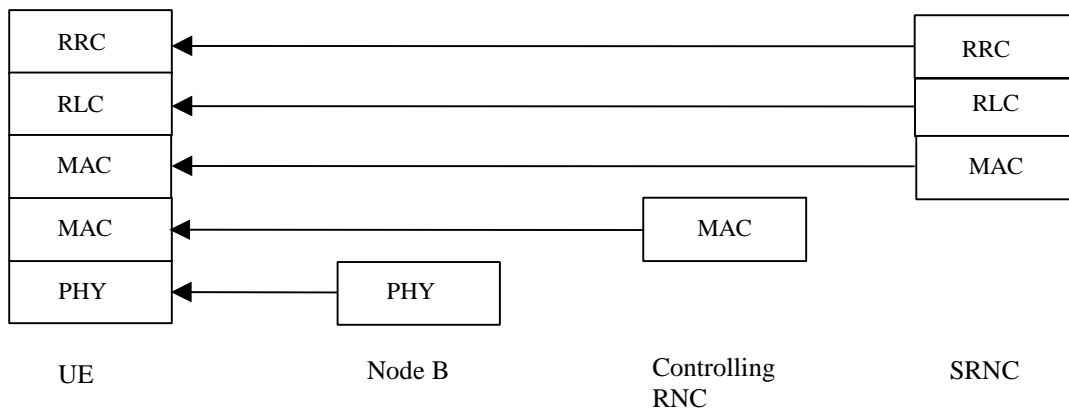 RRC
RRC
RLC
RLC
MAC
MAC
MAC
MAC
PHY
PHY
UE
Node B
Controlling
RNC
SRNC